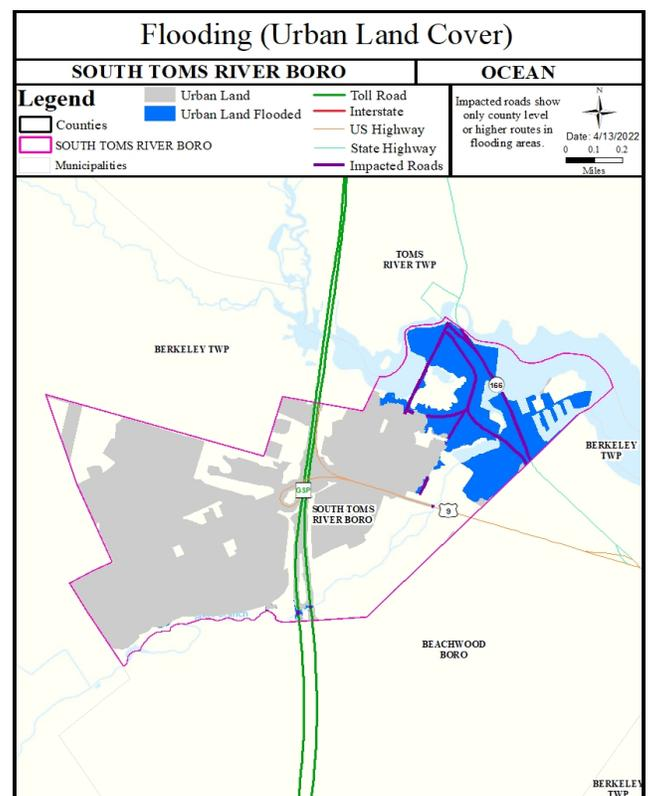 Flooding (Urban Land Cover)
SOUTH TOMS RIVER BORO
OCEAN
Legend
Counties
SOUTH TOMS RIVER BORO
Municipalities
Urban Land
Urban Land Flooded
Toll Road
Interstate
US Highway
State Highway
Impacted Roads
Impacted roads show
only county level
or higher routes in
flooding areas.
N
Date: 4/13/2022
0 0.1 0.2
Miles
TOMS
RIVER TWP
BERKELEY TWP
166
BERKELEY
TWP
GSP
SOUTH TOMS
RIVER BORO
9
BEACHWOOD
BORO
BERKELEY
TWP